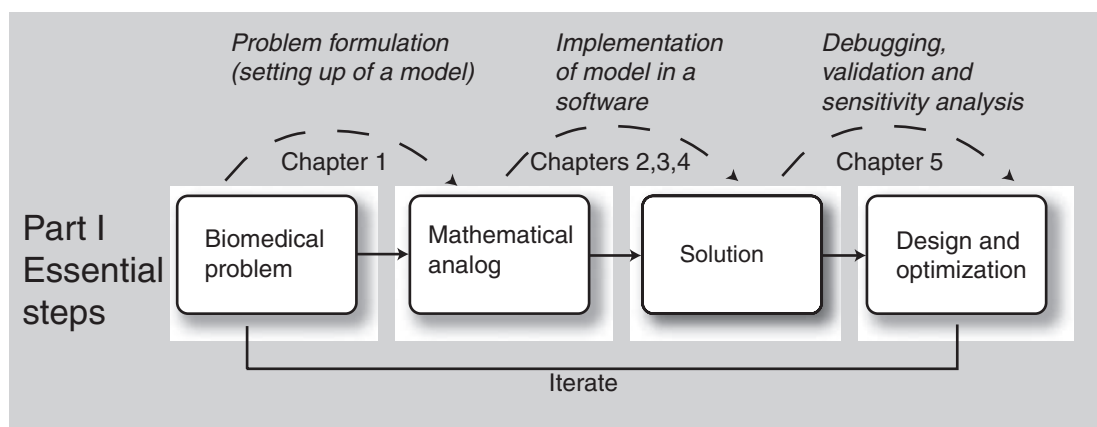 Problem formulation
(setting up of a model)
Implementation
of model in a
software
Debugging,
validation and
sensitivity analysis
Chapter 1
Chapters 2,3,4
Chapter 5
Part I
Essential
steps
Biomedical
problem
Mathematical
analog
Solution
Design and
optimization
Iterate